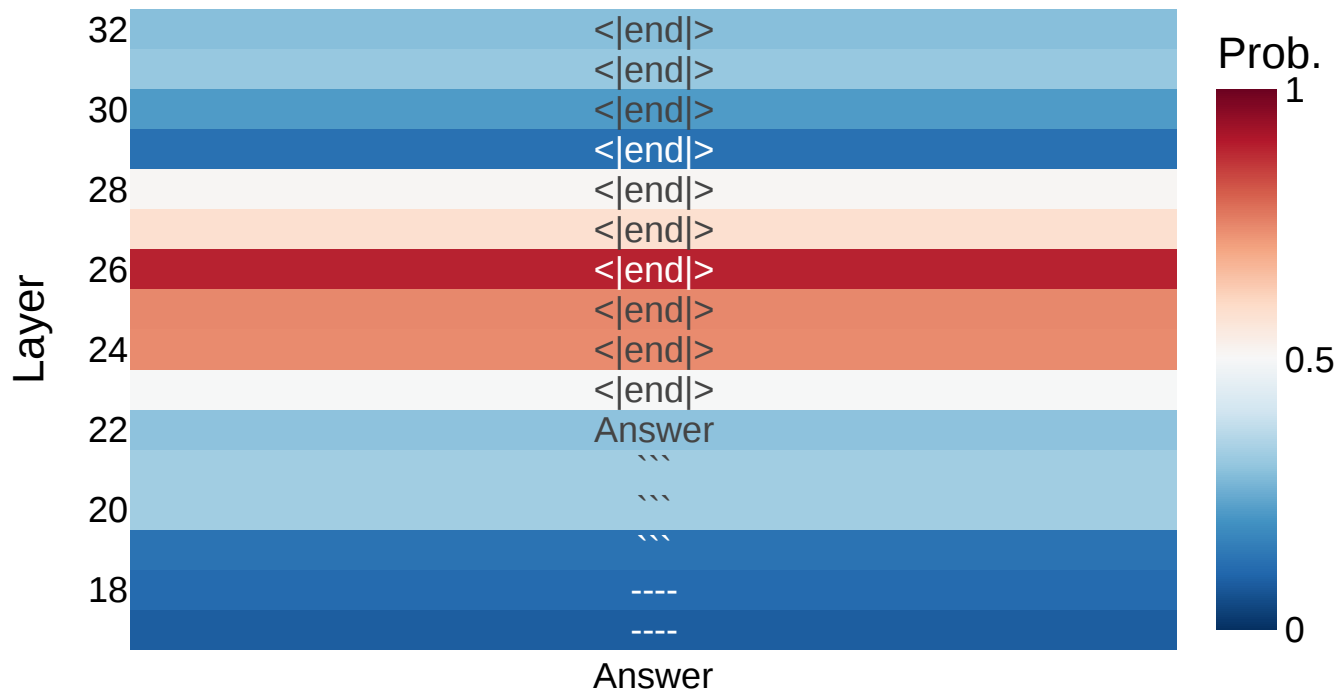 32 <|end|>
<|end|>
Prob.
30 <|end|>
1
<|end|>
28 <|end|>
<|end|>
26 <|end|>
<|end|>
Layer
24 <|end|>
0.5
<|end|>
22 Answer
```
20 ```
```
18 ----
----
0
Answer